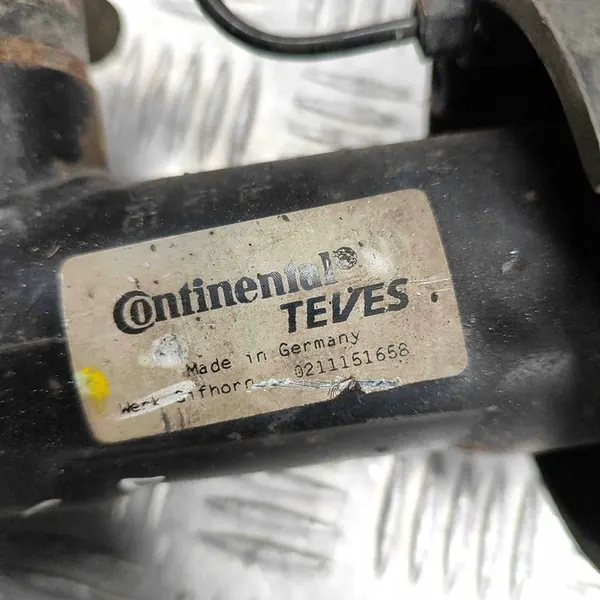 Continental
TEVES
Made in Germany
Werk Gifhorn 0211151658